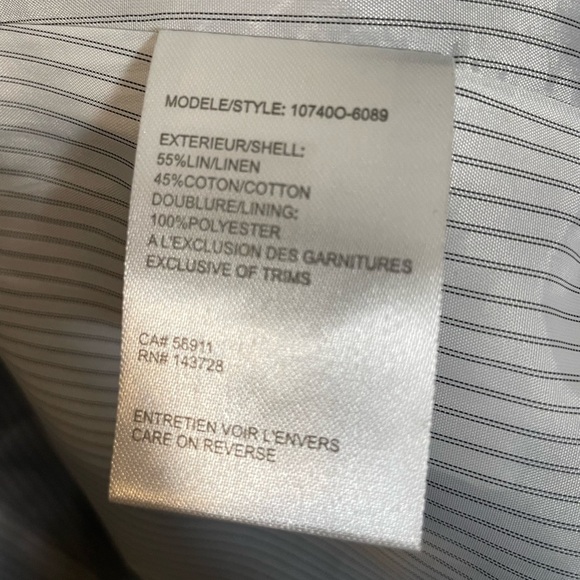 MODELE/STYLE: 10740O-6089
EXTERIEUR/SHELL:
55%LIN/LINEN
45%COTON/COTTON
DOUBLURE/LINING:
100%POLYESTER
A L'EXCLUSION DES GARNITURES
EXCLUSIVE OF TRIMS
CA# 56911
RN# 143728
ENTRETIEN VOIR L'ENVERS
CARE ON REVERSE